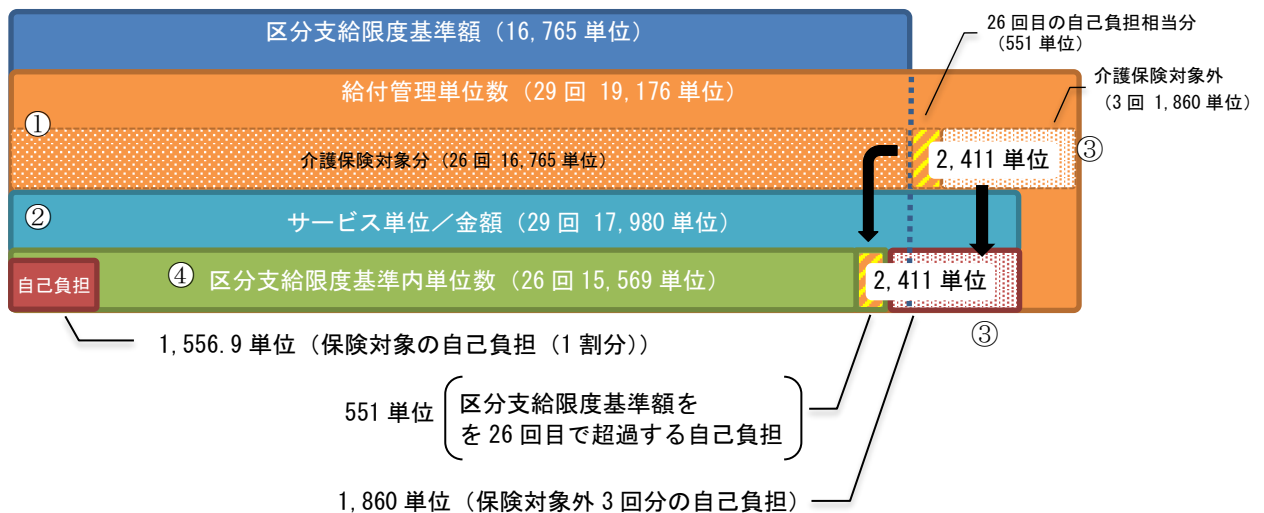 区分支給限度基準額（16,765 単位）
26 回目の自己負担相当分
（551 単位）
給付管理単位数（29 回 19,176 単位）
介護保険対象外
（3 回 1,860 単位）
①
介護保険対象分（26 回 16,765 単位）
2,411 単位
③
②
サービス単位／金額（29 回 17,980 単位）
自己負担
④
区分支給限度基準内単位数（26 回 15,569 単位）
2,411 単位
③
1,556.9 単位（保険対象の自己負担（1 割分））
551 単位
区分支給限度基準額を
を 26 回目で超過する自己負担
1,860 単位（保険対象外 3 回分の自己負担）